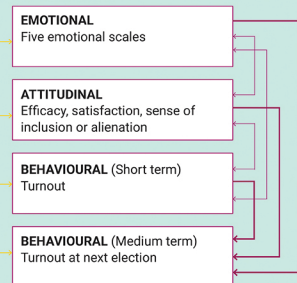 EMOTIONAL
Five emotional scales
ATTITUDINAL
Efficacy, satisfaction, sense of
inclusion or alienation
BEHAVIOURAL (Short term)
Turnout
BEHAVIOURAL (Medium term)
Turnout at next election